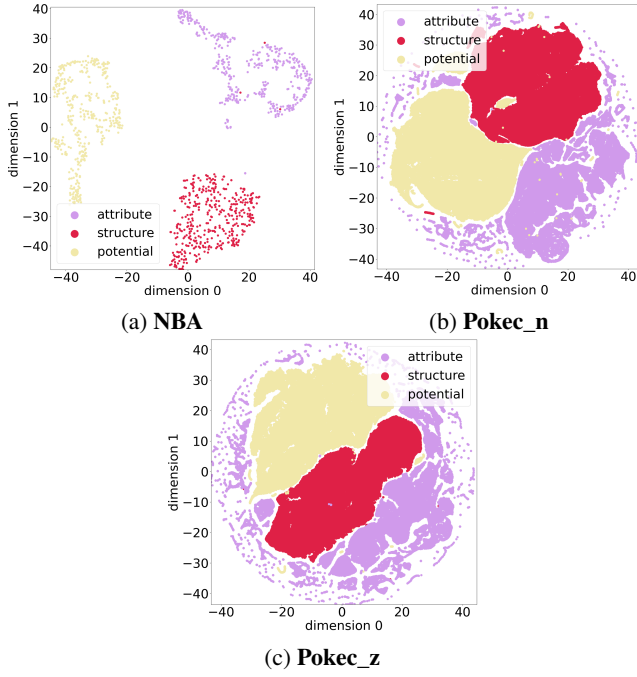 40
30
20
10
0
−10
−20
−30
−40
dimension 1
attribute
structure
potential
−40 −20 0 20 40
dimension 0
(a) NBA
40
30
20
10
0
−10
−20
−30
−40
dimension 1
attribute
structure
potential
−40 −20 0 20 40
dimension 0
(b) Pokec_n
40
30
20
10
0
−10
−20
−30
−40
dimension 1
attribute
structure
potential
−40 −20 0 20 40
dimension 0
(c) Pokec_z